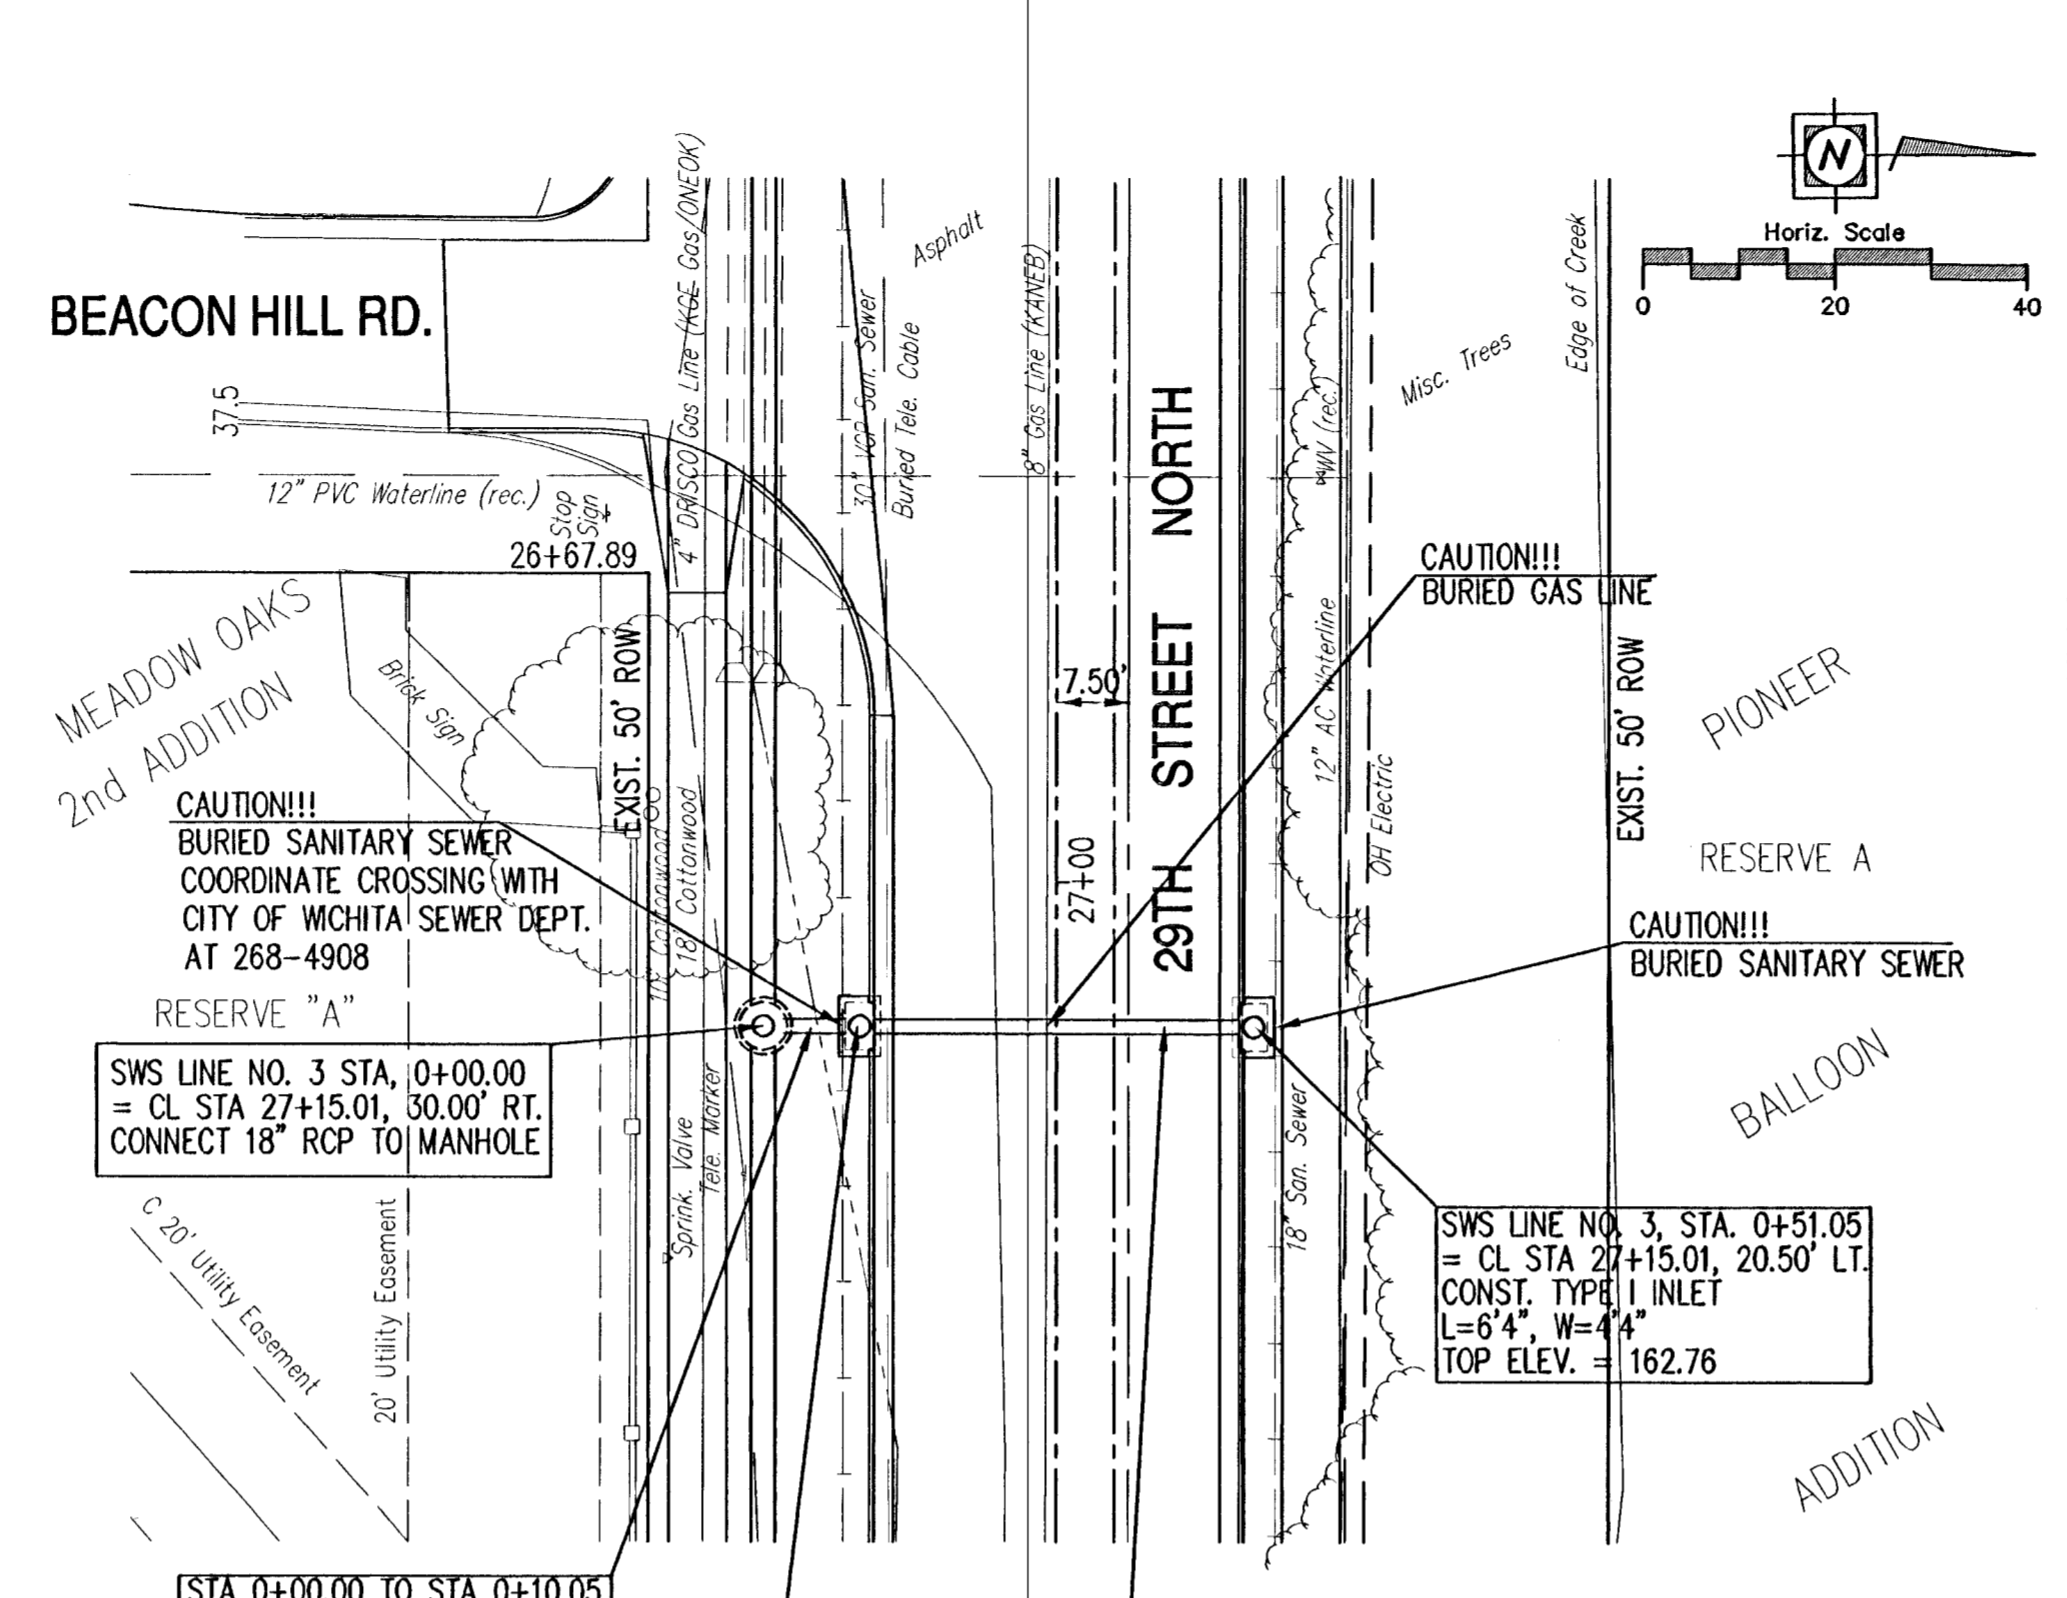 N
Horiz. Scale
0 20 40
BEACON HILL RD.
37.5
12" PVC Waterline (rec.)
Stop
Sign
26+67.89
4" DRISCO Gas Line (KGE Gas/ONEOK)
30" VCP San. Sewer
Buried Tele. Cable
Asphalt
8" Gas Line (KANEB)
29TH STREET NORTH
WV (rec.)
Misc. Trees
Edge of Creek
CAUTION!!!
BURIED GAS LINE
MEADOW OAKS
2nd ADDITION
Brick Sign
EXIST. 50' ROW
7.50'
27+00
12" AC Waterline
OH Electric
EXIST. 50' ROW
PIONEER
RESERVE A
CAUTION!!!
BURIED SANITARY SEWER
COORDINATE CROSSING WITH
CITY OF WICHITA SEWER DEPT.
AT 268-4908
Cottonwood
18" Cottonwood
CAUTION!!!
BURIED SANITARY SEWER
RESERVE "A"
SWS LINE NO. 3 STA, 0+00.00
= CL STA 27+15.01, 30.00' RT.
CONNECT 18" RCP TO MANHOLE
Sprink. Valve
Tele. Marker
18" San. Sewer
BALLOON
SWS LINE NO. 3, STA. 0+51.05
= CL STA 27+15.01, 20.50' LT.
CONST. TYPE I INLET
L=6'4", W=4'4"
TOP ELEV. = 162.76
C 20' Utility Easement
20' Utility Easement
ADDITION
STA 0+00.00 TO STA 0+10.05